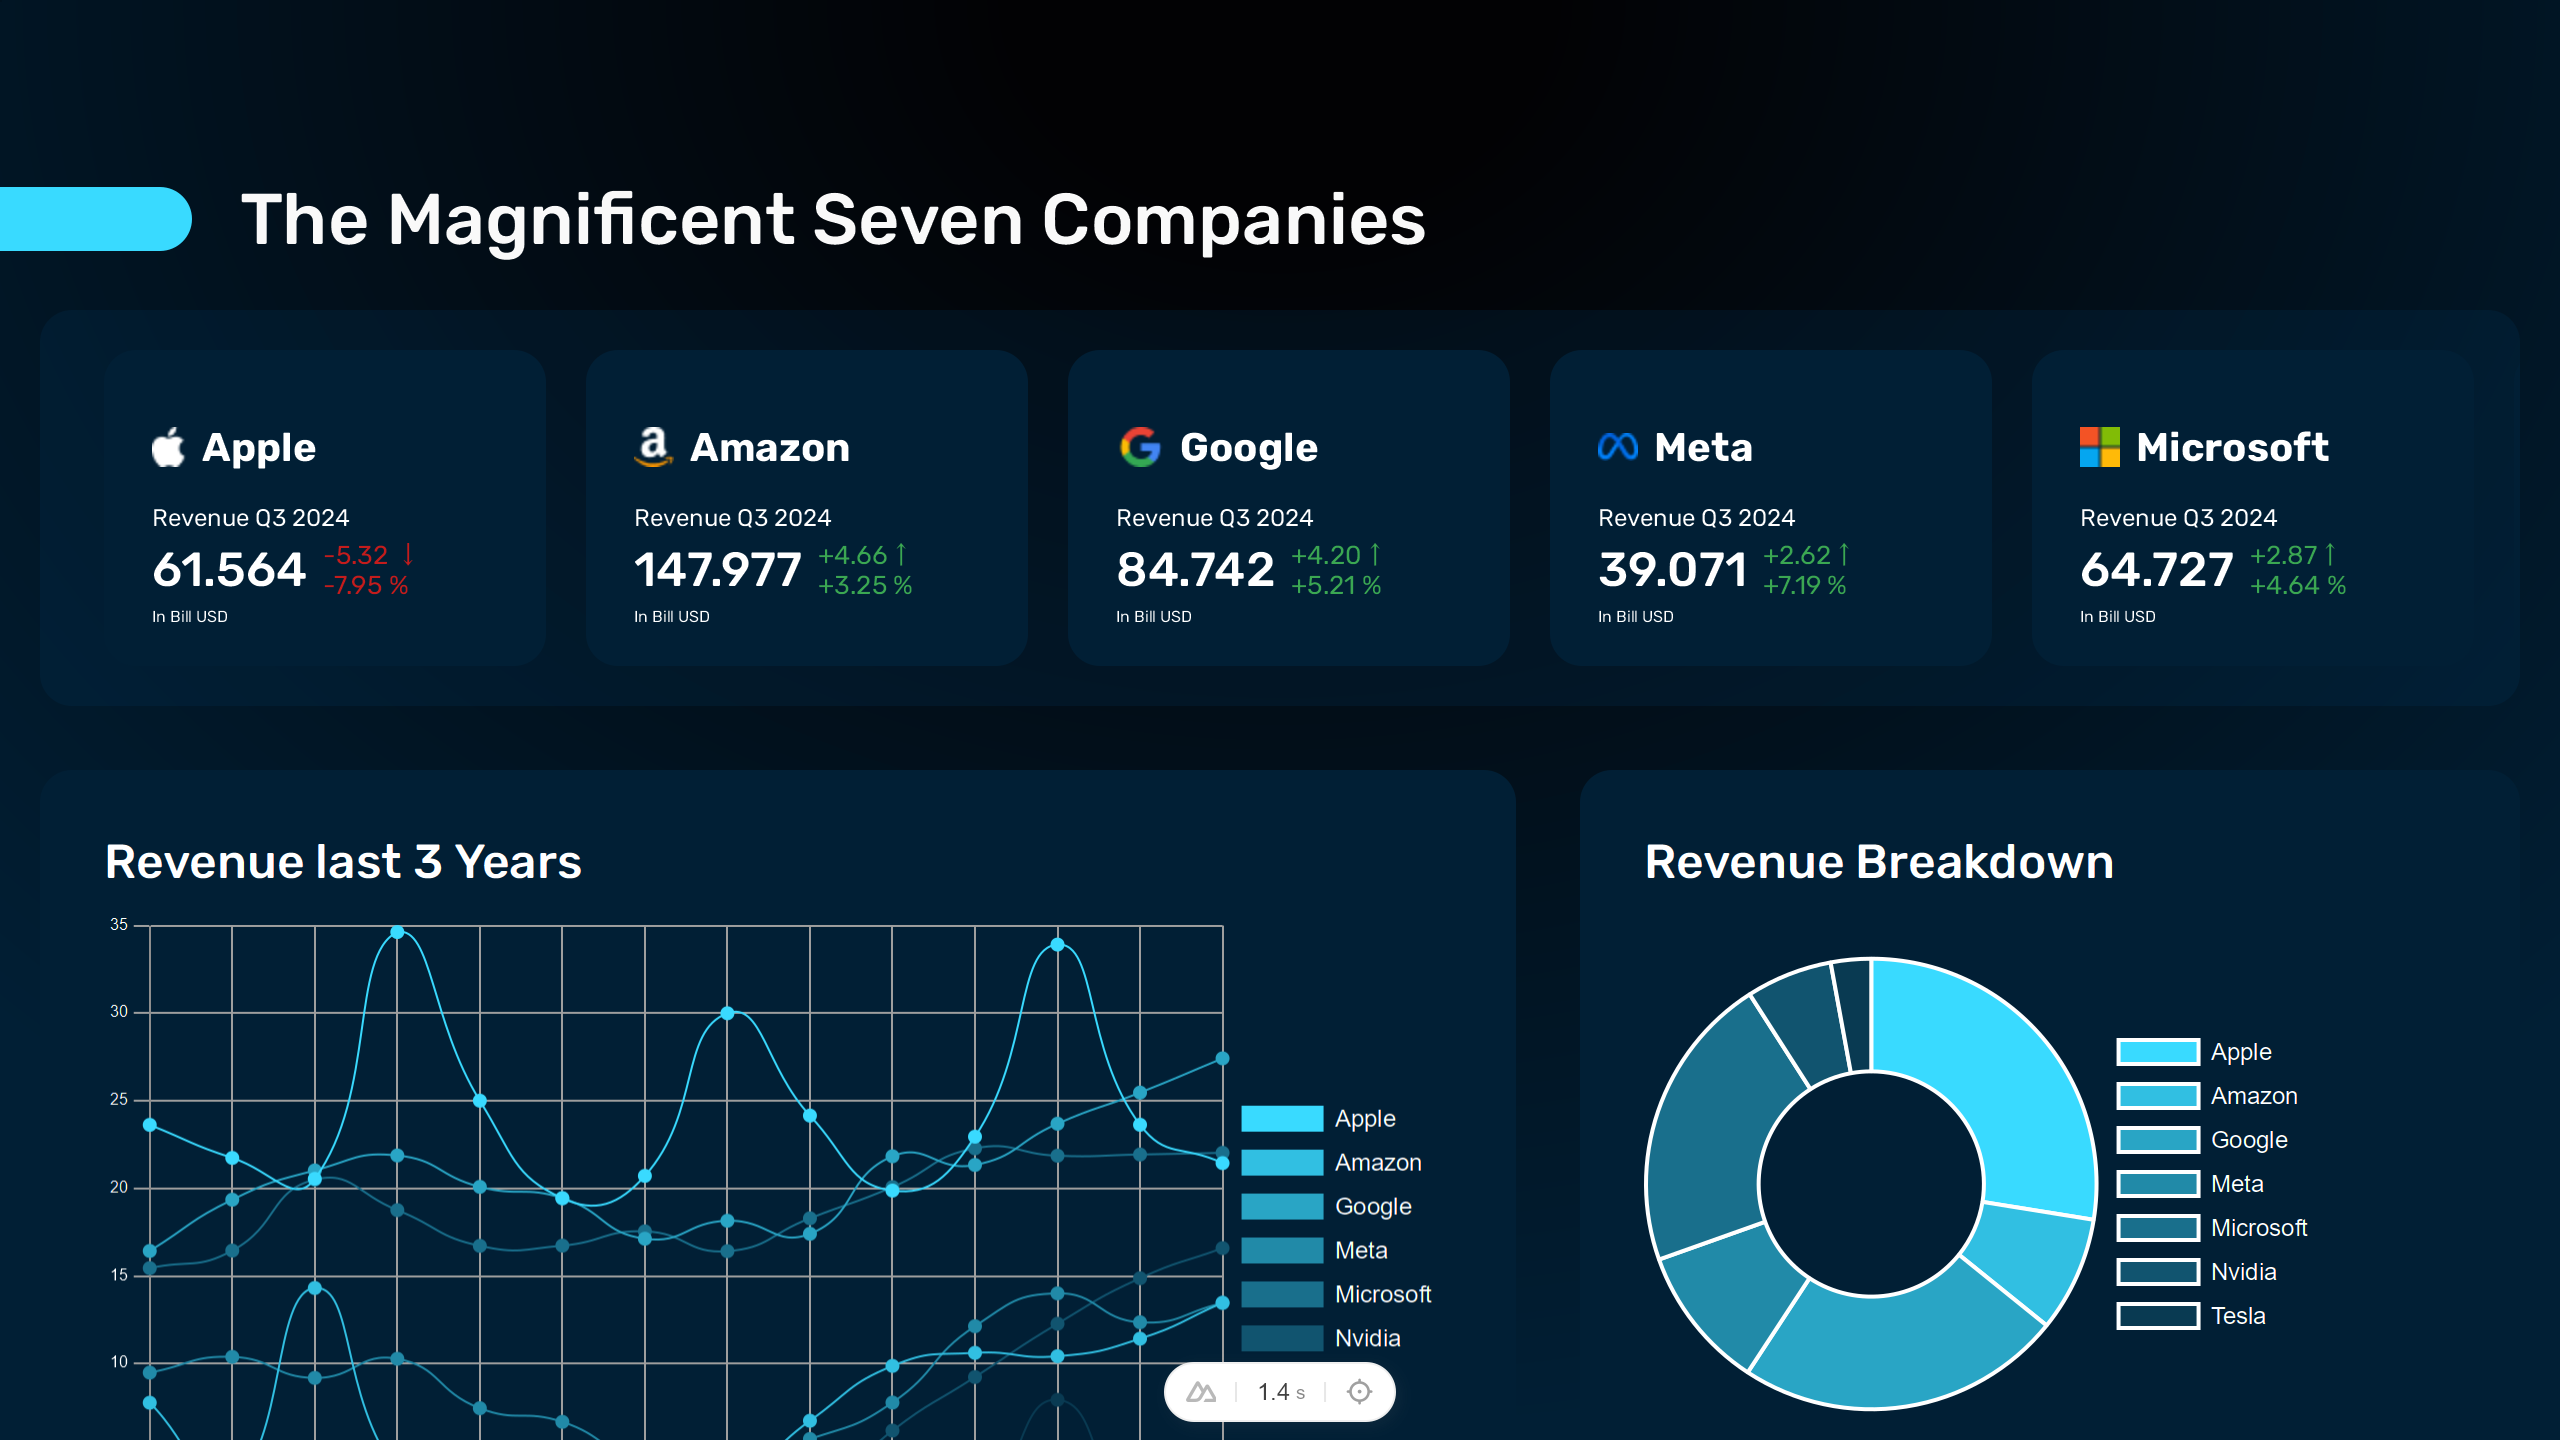 The Magnificent Seven Companies
Apple
Revenue Q3 2024
61.564 -5.32 ↓
-7.95 %
In Bill USD
Amazon
Revenue Q3 2024
147.977 +4.66 ↑
+3.25 %
In Bill USD
Google
Revenue Q3 2024
84.742 +4.20 ↑
+5.21 %
In Bill USD
Meta
Revenue Q3 2024
39.071 +2.62 ↑
+7.19 %
In Bill USD
Microsoft
Revenue Q3 2024
64.727 +2.87 ↑
+4.64 %
In Bill USD
Revenue last 3 Years
35
30
25
20
15
10
Apple
Amazon
Google
Meta
Microsoft
Nvidia
Revenue Breakdown
Apple
Amazon
Google
Meta
Microsoft
Nvidia
Tesla
1.4 s